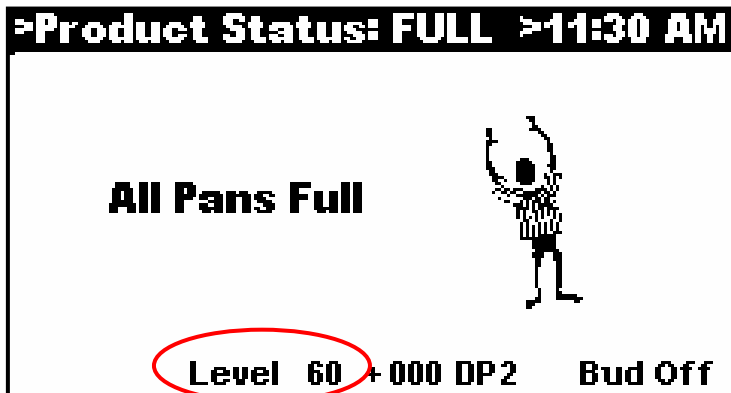 >Product Status: FULL >11:30 AM
All Pans Full
Level 60 +000 DP2 Bud Off